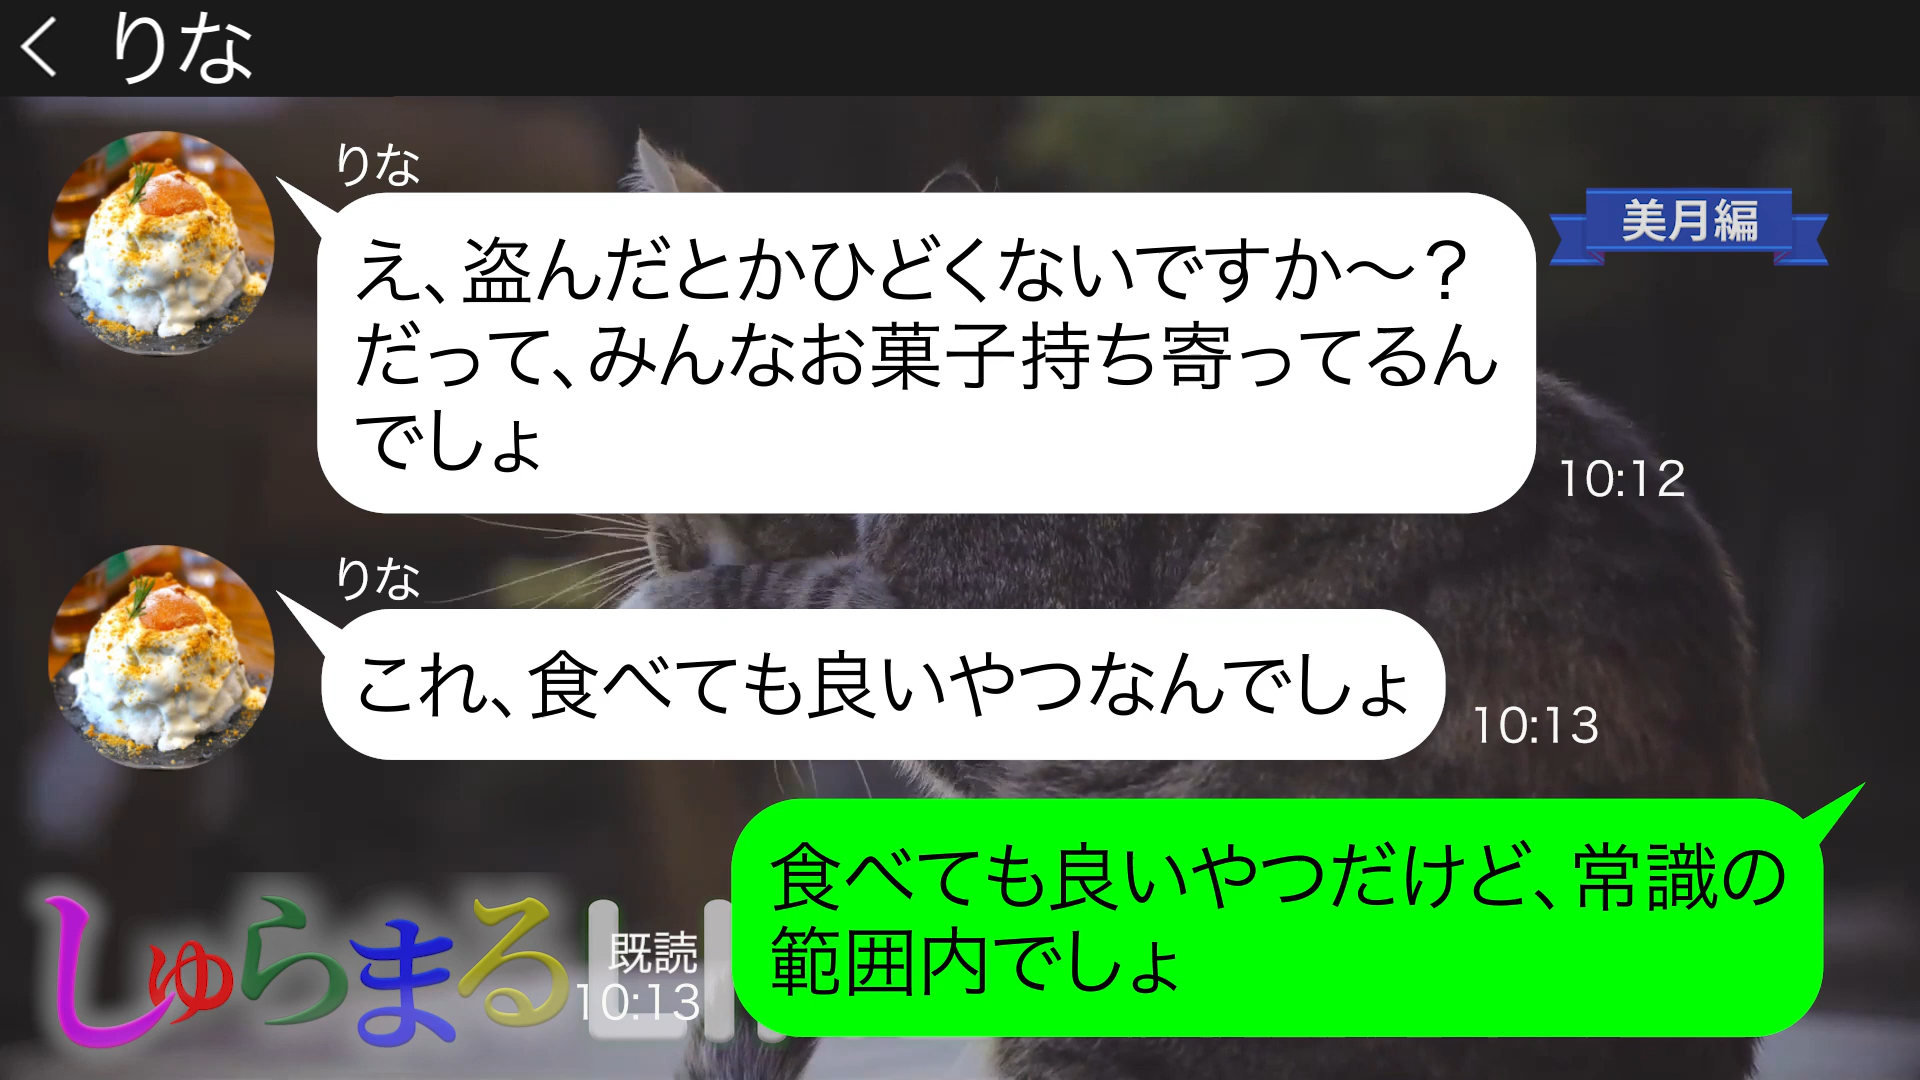 りな
りな
美月編
え、盗んだとかひどくないですか～？
だって、みんなお菓子持ち寄ってるん
でしょ
10:12
りな
これ、食べても良いやつなんでしょ
10:13
食べても良いやつだけど、常識の
範囲内でしょ
既読
10:13
しゅらまる